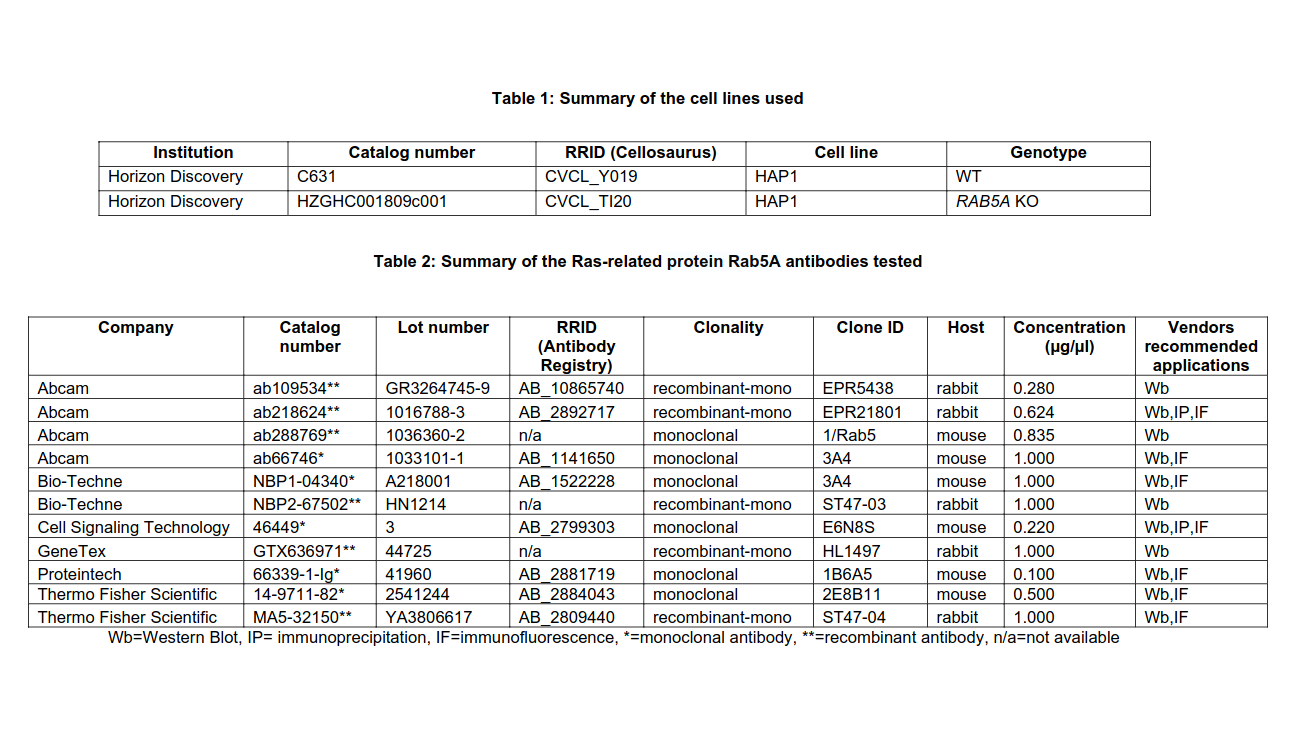 Table 1: Summary of the cell lines used
Institution Catalog number RRID (Cellosaurus) Cell line Genotype
Horizon Discovery C631 CVCL_Y019 HAP1 WT
Horizon Discovery HZGHC001809c001 CVCL_TI20 HAP1 RAB5A KO
Table 2: Summary of the Ras-related protein Rab5A antibodies tested
Company Catalog number Lot number RRID (Antibody Registry) Clonality Clone ID Host Concentration (µg/µl) Vendors recommended applications
Abcam ab109534** GR3264745-9 AB_10865740 recombinant-mono EPR5438 rabbit 0.280 Wb
Abcam ab218624** 1016788-3 AB_2892717 recombinant-mono EPR21801 rabbit 0.624 Wb,IP,IF
Abcam ab288769** 1036360-2 n/a monoclonal 1/Rab5 mouse 0.835 Wb
Abcam ab66746* 1033101-1 AB_1141650 monoclonal 3A4 mouse 1.000 Wb,IF
Bio-Techne NBP1-04340* A218001 AB_1522228 monoclonal 3A4 mouse 1.000 Wb,IF
Bio-Techne NBP2-67502** HN1214 n/a recombinant-mono ST47-03 rabbit 1.000 Wb
Cell Signaling Technology 46449* 3 AB_2799303 monoclonal E6N8S mouse 0.220 Wb,IP,IF
GeneTex GTX636971** 44725 n/a recombinant-mono HL1497 rabbit 1.000 Wb
Proteintech 66339-1-Ig* 41960 AB_2881719 monoclonal 1B6A5 mouse 0.100 Wb,IF
Thermo Fisher Scientific 14-9711-82* 2541244 AB_2884043 monoclonal 2E8B11 mouse 0.500 Wb,IF
Thermo Fisher Scientific MA5-32150** YA3806617 AB_2809440 recombinant-mono ST47-04 rabbit 1.000 Wb,IF
Wb=Western Blot, IP= immunoprecipitation, IF=immunofluorescence, *=monoclonal antibody, **=recombinant antibody, n/a=not available